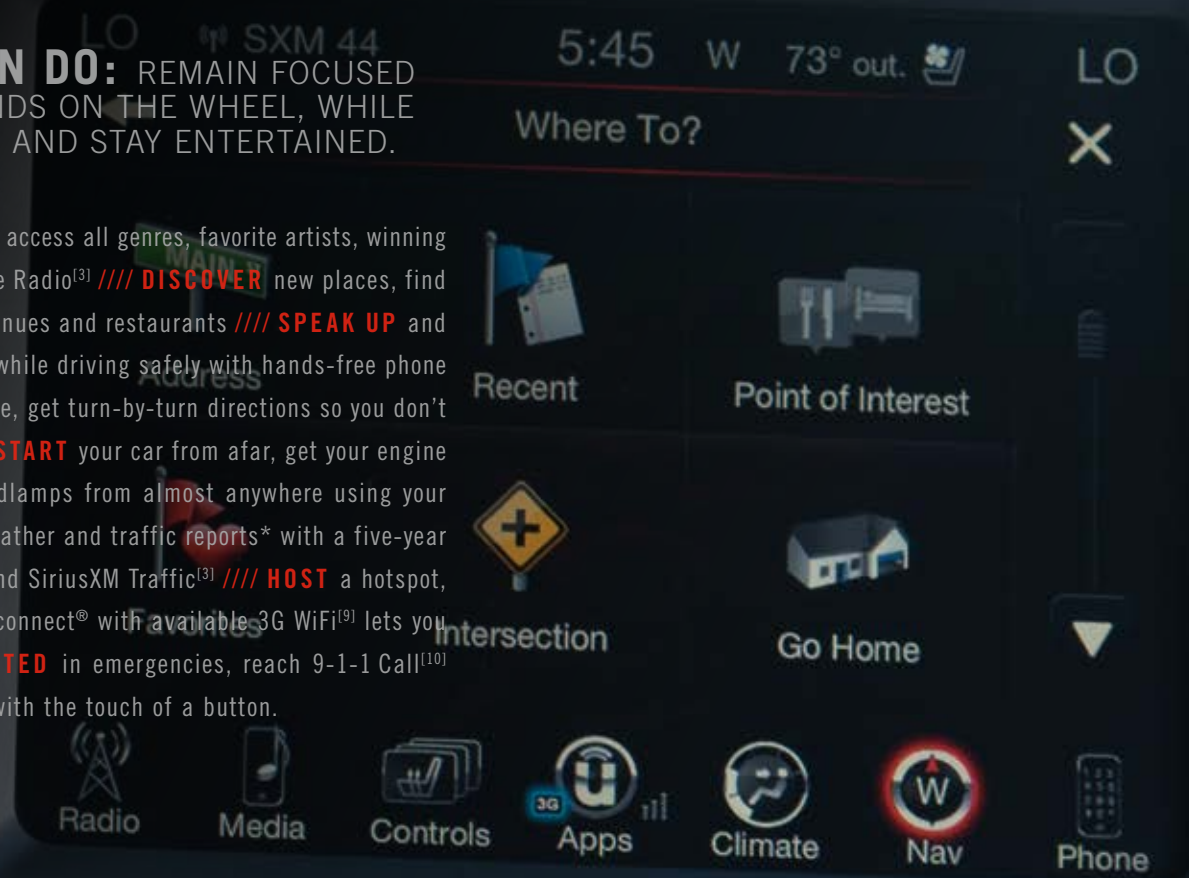 LO SXM 44 5:45 W 73° out. LO
N DO: REMAIN FOCUSED
NDS ON THE WHEEL, WHILE
AND STAY ENTERTAINED.
Where To?
access all genres, favorite artists, winning
e Radio[3] //// DISCOVER new places, find
nues and restaurants //// SPEAK UP and
while driving safely with hands-free phone
e, get turn-by-turn directions so you don't
START your car from afar, get your engine
dlamps from almost anywhere using your
ather and traffic reports* with a five-year
nd SiriusXM Traffic[3] //// HOST a hotspot,
connect® with available 3G WiFi[9] lets you
TED in emergencies, reach 9-1-1 Call[10]
with the touch of a button.
MAIN
Address
Recent
Point of Interest
Favorites
Intersection
Go Home
3G
W
Radio
Media
Controls
Apps
Climate
Nav
Phone